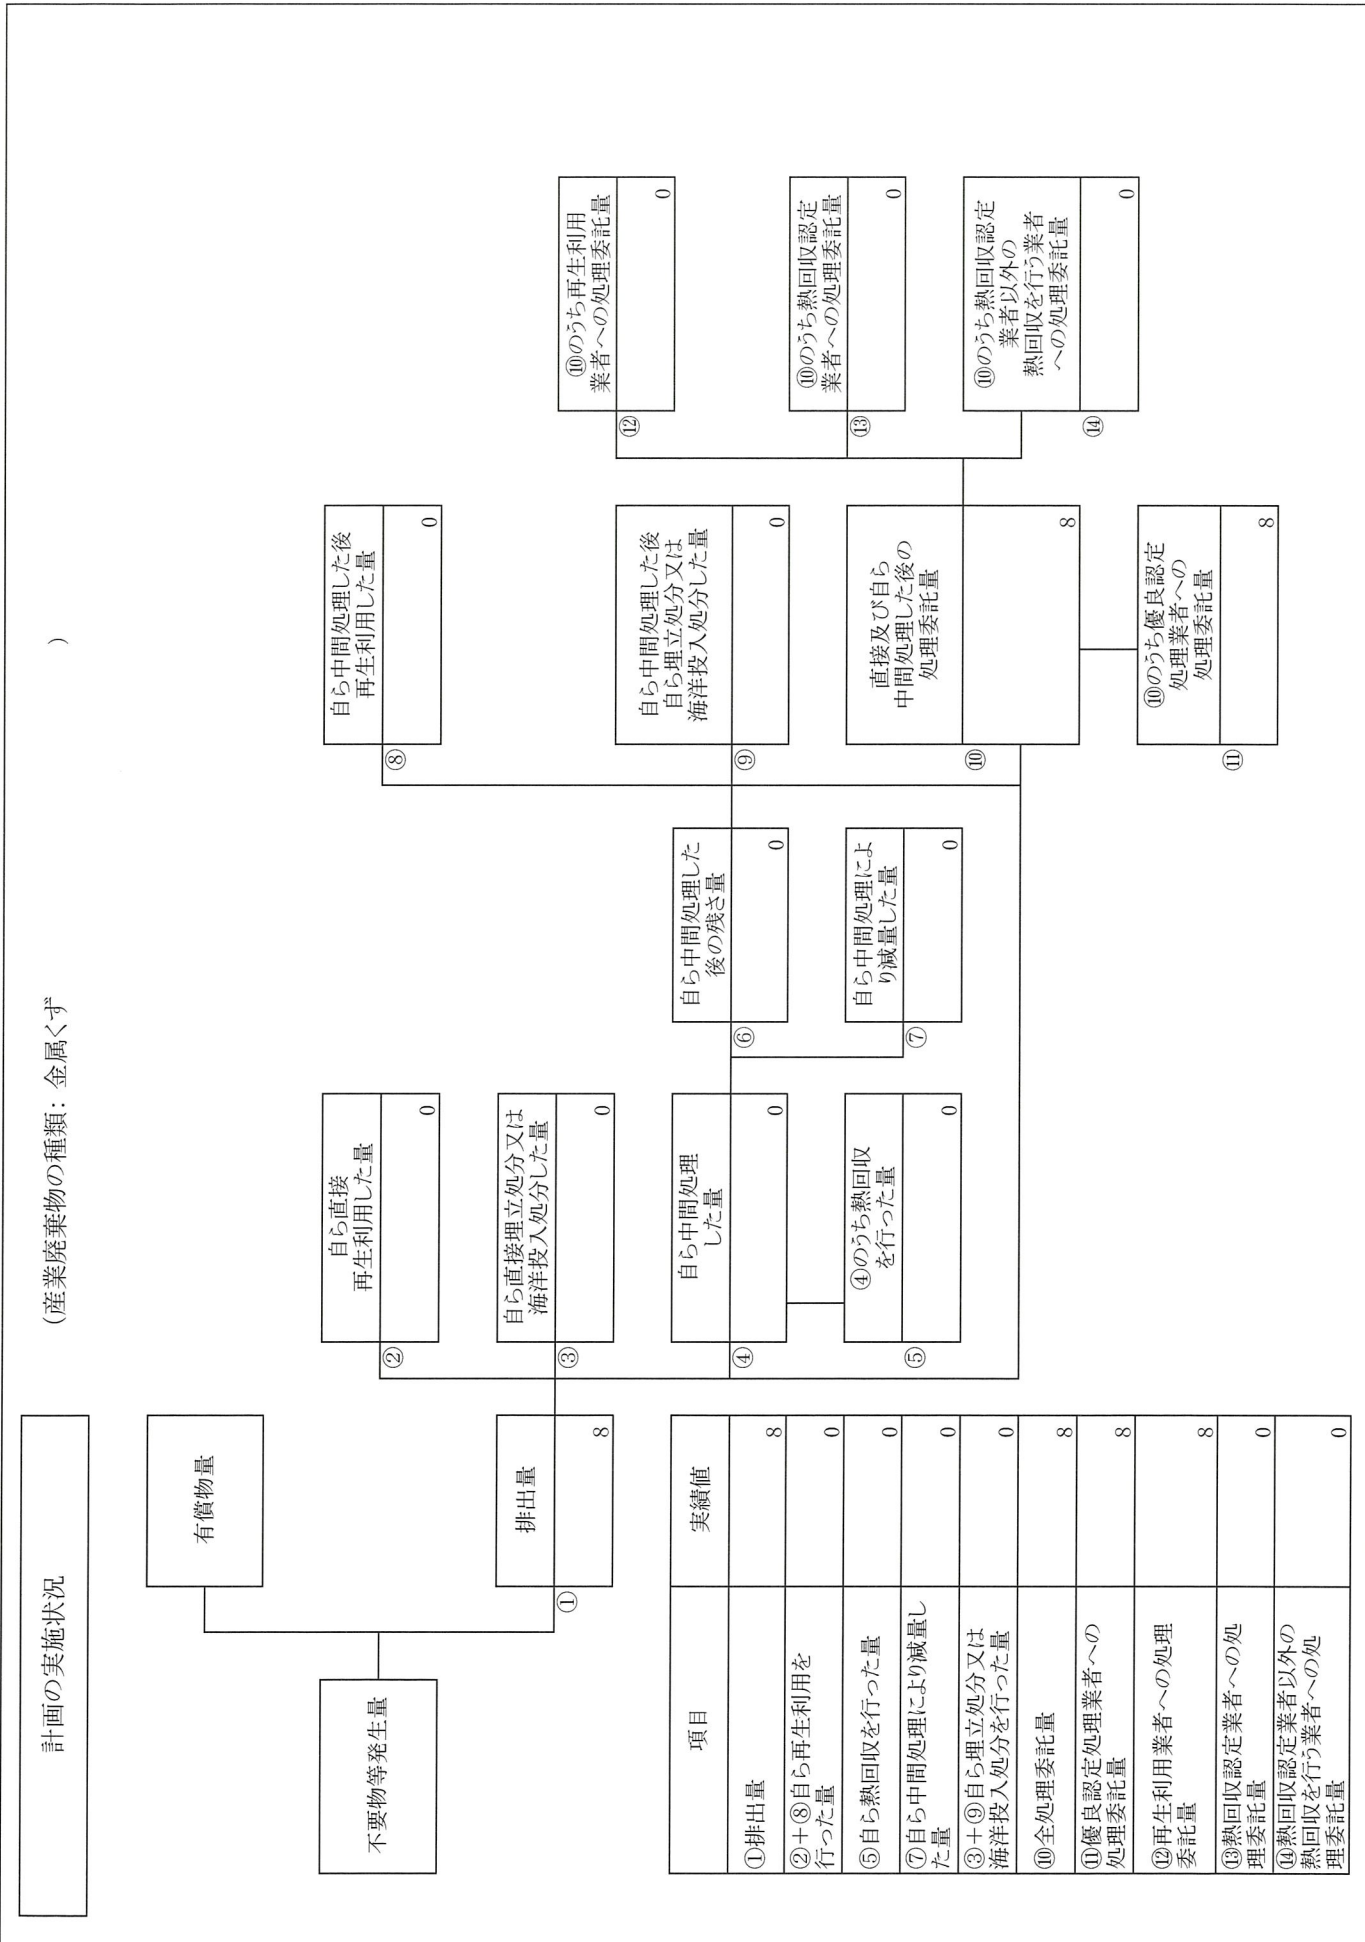 計画の実施状況
(産業廃棄物の種類：金属くず )
不要物等発生量
有償物量
①
排出量
8
②
自ら直接
再生利用した量
0
③
自ら直接埋立処分又は
海洋投入処分した量
0
④
自ら中間処理
した量
0
⑤
④のうち熱回収
を行った量
0
⑥
自ら中間処理した
後の残さ量
0
⑦
自ら中間処理によ
り減量した量
0
⑧
自ら中間処理した後
再生利用した量
0
⑨
自ら中間処理した後
自ら埋立処分又は
海洋投入処分した量
0
⑩
直接及び自ら
中間処理した後の
処理委託量
8
⑪
⑩のうち優良認定
処理業者への
処理委託量
8
⑫
⑩のうち再生利用
業者への処理委託量
0
⑬
⑩のうち熱回収認定
業者への処理委託量
0
⑭
⑩のうち熱回収認定
業者以外の
熱回収を行う業者
への処理委託量
0
項目 実績値
①排出量 8
②+⑧自ら再生利用を
行った量 0
⑤自ら熱回収を行った量 0
⑦自ら中間処理により減量し
た量 0
③+⑨自ら埋立処分又は
海洋投入処分を行った量 0
⑩全処理委託量 8
⑪優良認定処理業者への
処理委託量 8
⑫再生利用業者への処理
委託量 8
⑬熱回収認定業者への処
理委託量 0
⑭熱回収認定業者以外の
熱回収を行う業者への処
理委託量 0